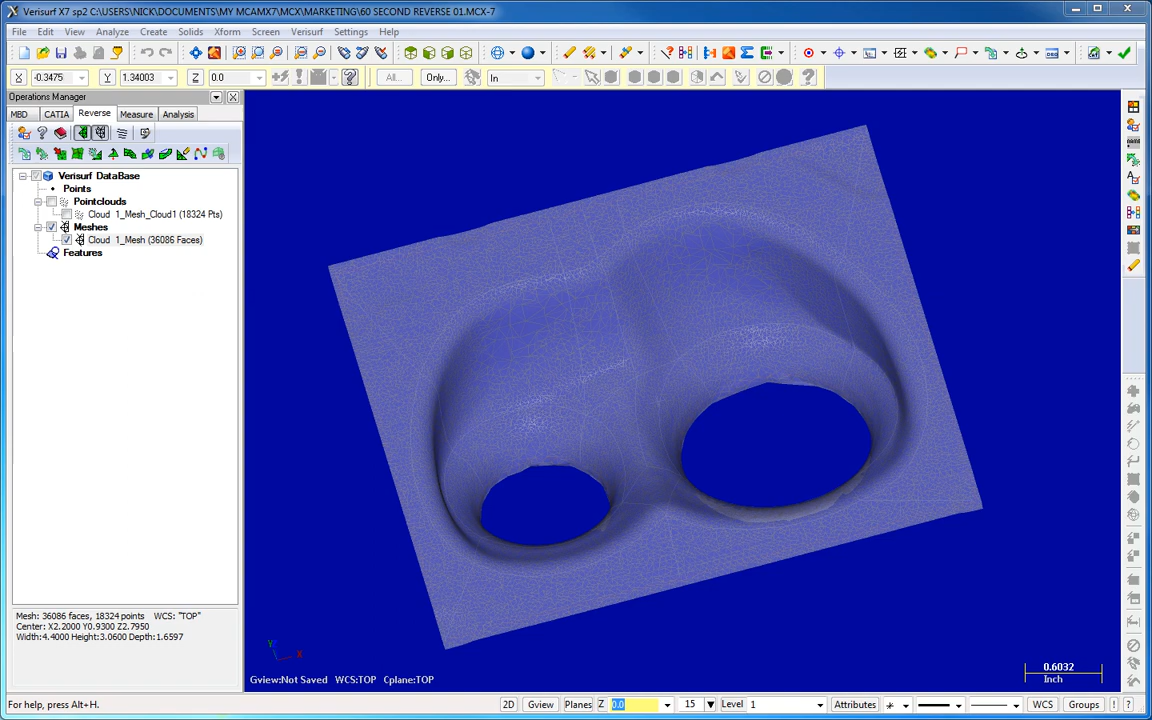 Verisurf X7 sp2 C:\USERS\NICK\DOCUMENTS\MY MCAMX7\MCX\MARKETING\60 SECOND REVERSE 01.MCX-7
File Edit View Analyze Create Solids Xform Screen Verisurf Settings Help
X -0.3475 Y 1.34003 Z 0.0 All... Only... In
Operations Manager
MBD CATIA Reverse Measure Analysis
Verisurf DataBase
Points
Pointclouds
Cloud 1_Mesh_Cloud1 (18324 Pts)
Meshes
Cloud 1_Mesh (36086 Faces)
Features
Mesh: 36086 faces, 18324 points WCS: "TOP"
Center: X2.2000 Y0.9300 Z2.7950
Width:4.4000 Height:3.0600 Depth:1.6597
Y
X
0.6032
Inch
Gview:Not Saved WCS:TOP Cplane:TOP
For help, press Alt+H.
2D Gview Planes Z 0.0 15 Level 1 Attributes WCS Groups ! ?